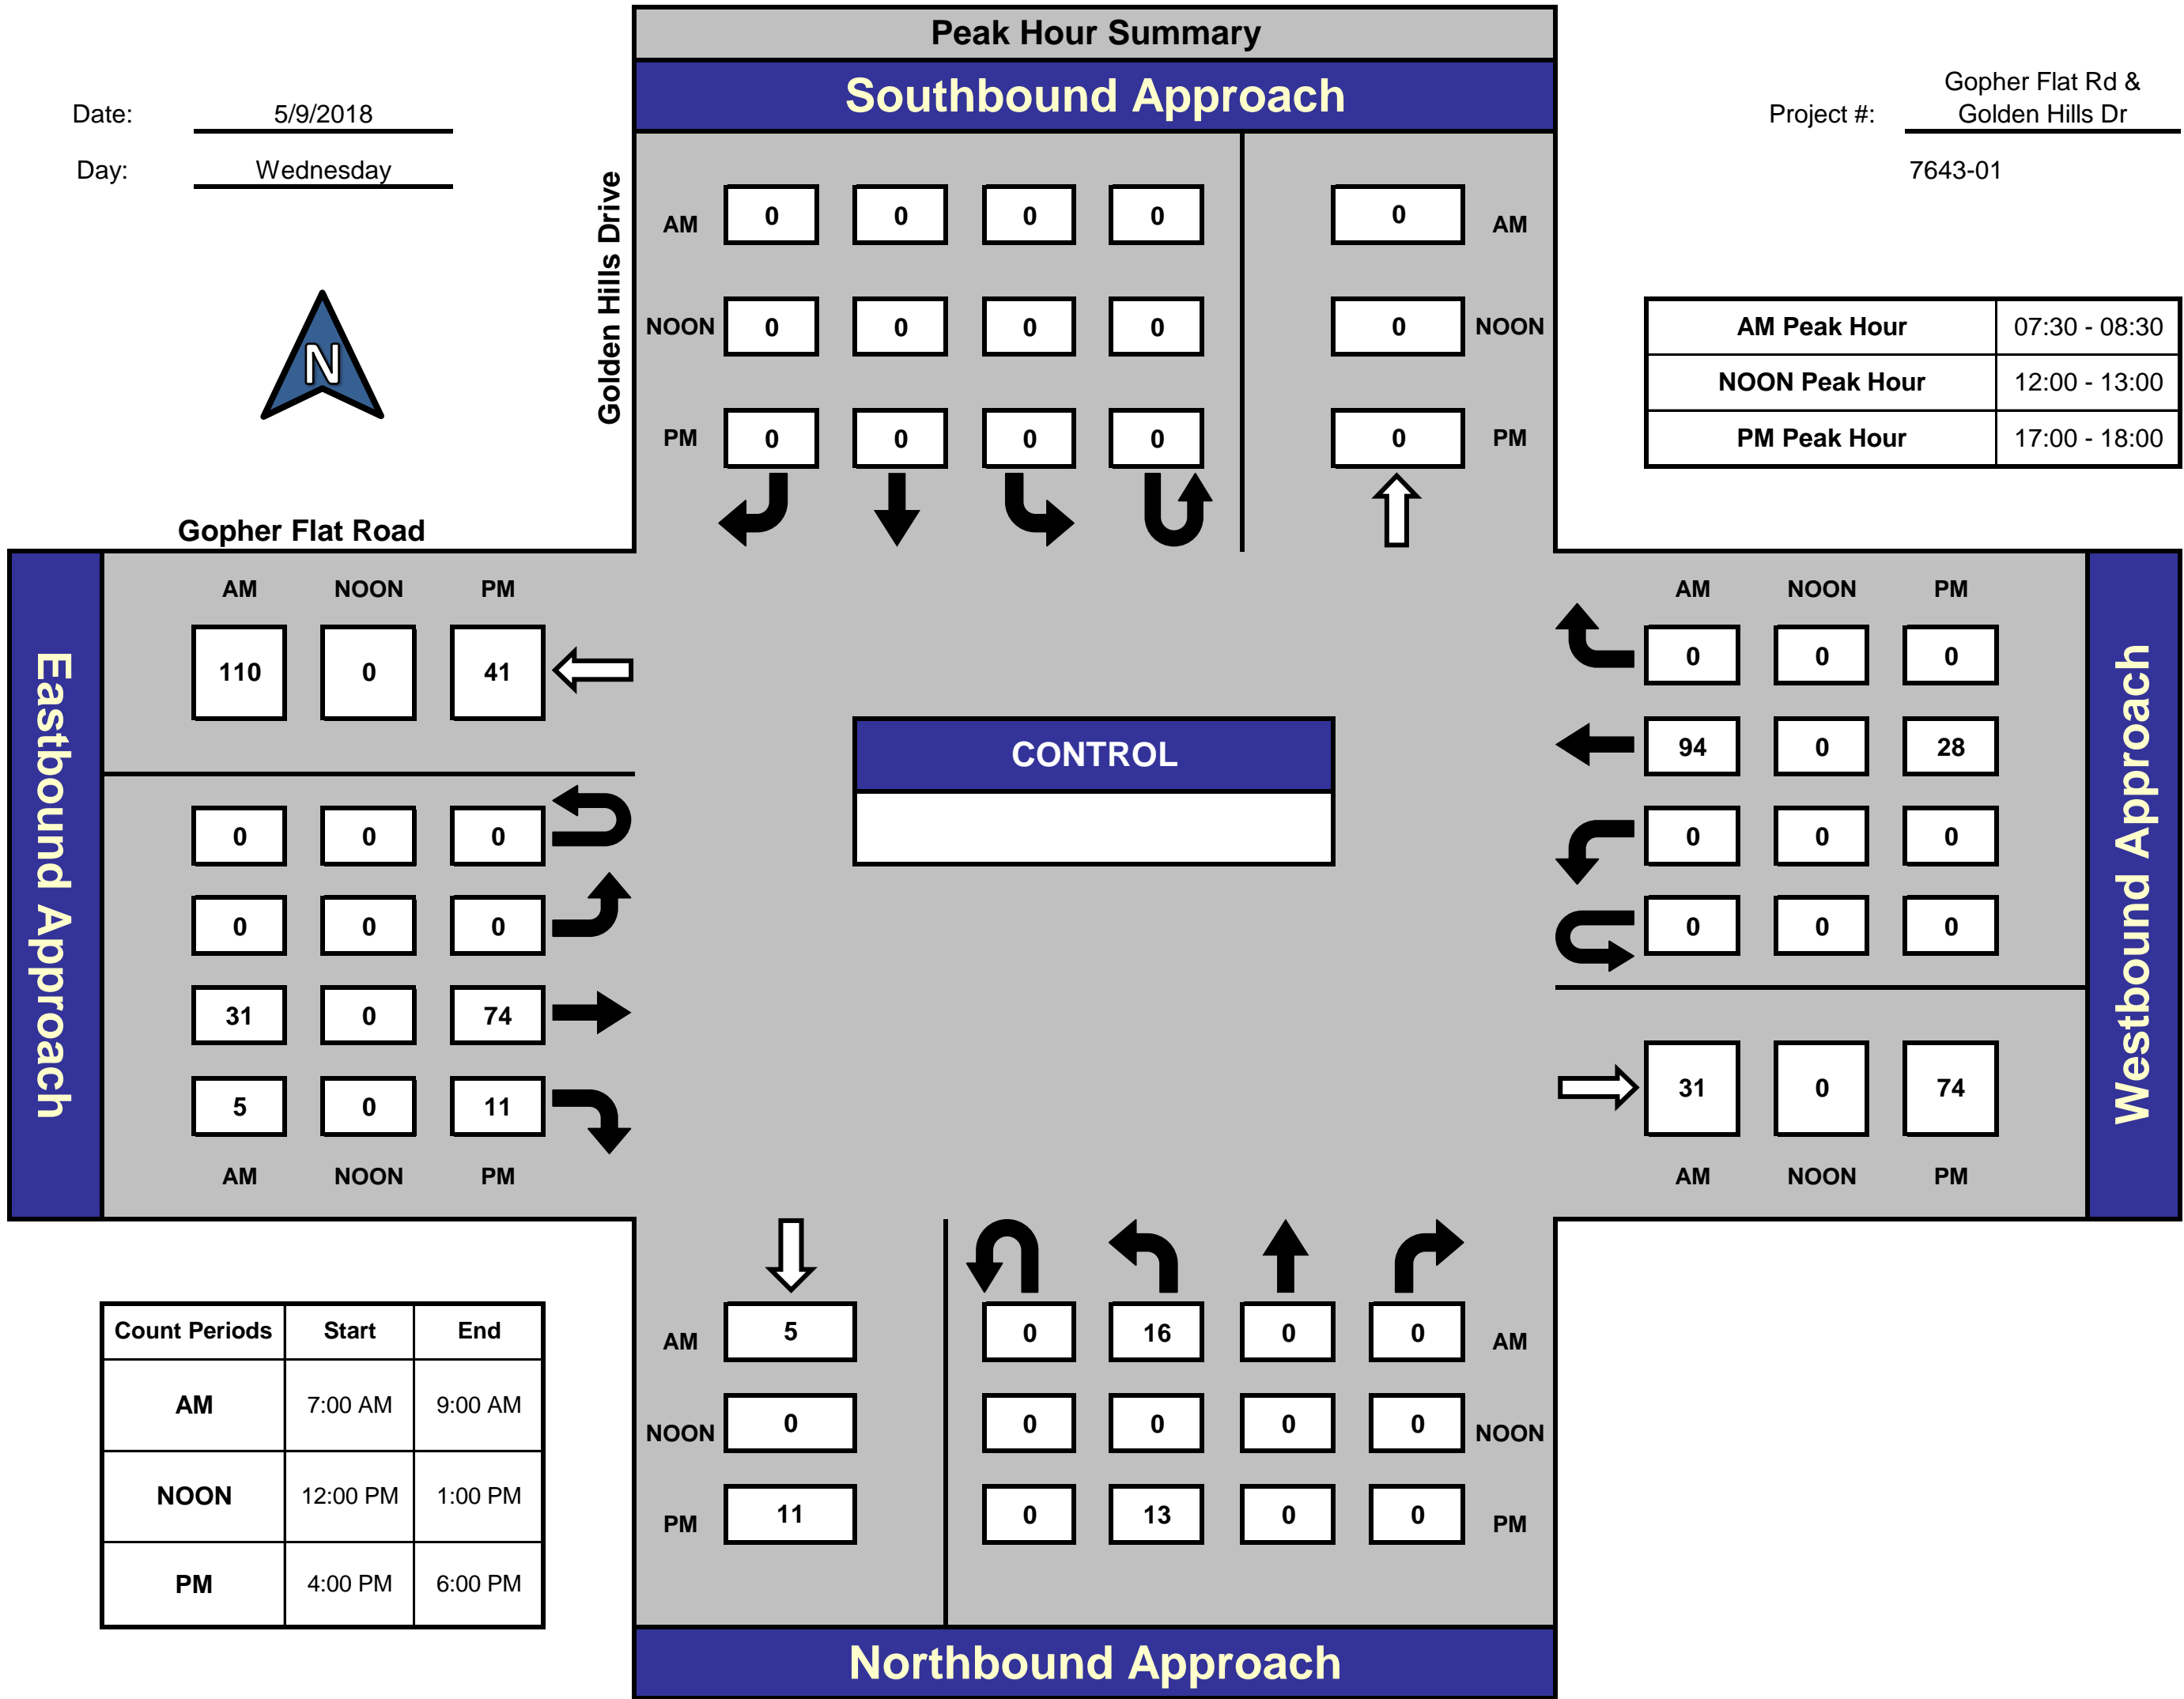 Peak Hour Summary
Southbound Approach
Date: 5/9/2018
Day: Wednesday
Project #: Gopher Flat Rd &
Golden Hills Dr
7643-01
N
Golden Hills Drive
AM 0 0 0 0 0 AM
NOON 0 0 0 0 0 NOON
PM 0 0 0 0 0 PM
AM Peak Hour 07:30 - 08:30
NOON Peak Hour 12:00 - 13:00
PM Peak Hour 17:00 - 18:00
Gopher Flat Road
Eastbound Approach
AM NOON PM
110 0 41
0 0 0
0 0 0
31 0 74
5 0 11
AM NOON PM
CONTROL
AM NOON PM
0 0 0
94 0 28
0 0 0
0 0 0
31 0 74
AM NOON PM
Westbound Approach
Count Periods Start End
AM 7:00 AM 9:00 AM
NOON 12:00 PM 1:00 PM
PM 4:00 PM 6:00 PM
AM 5 0 16 0 0 AM
NOON 0 0 0 0 0 NOON
PM 11 0 13 0 0 PM
Northbound Approach